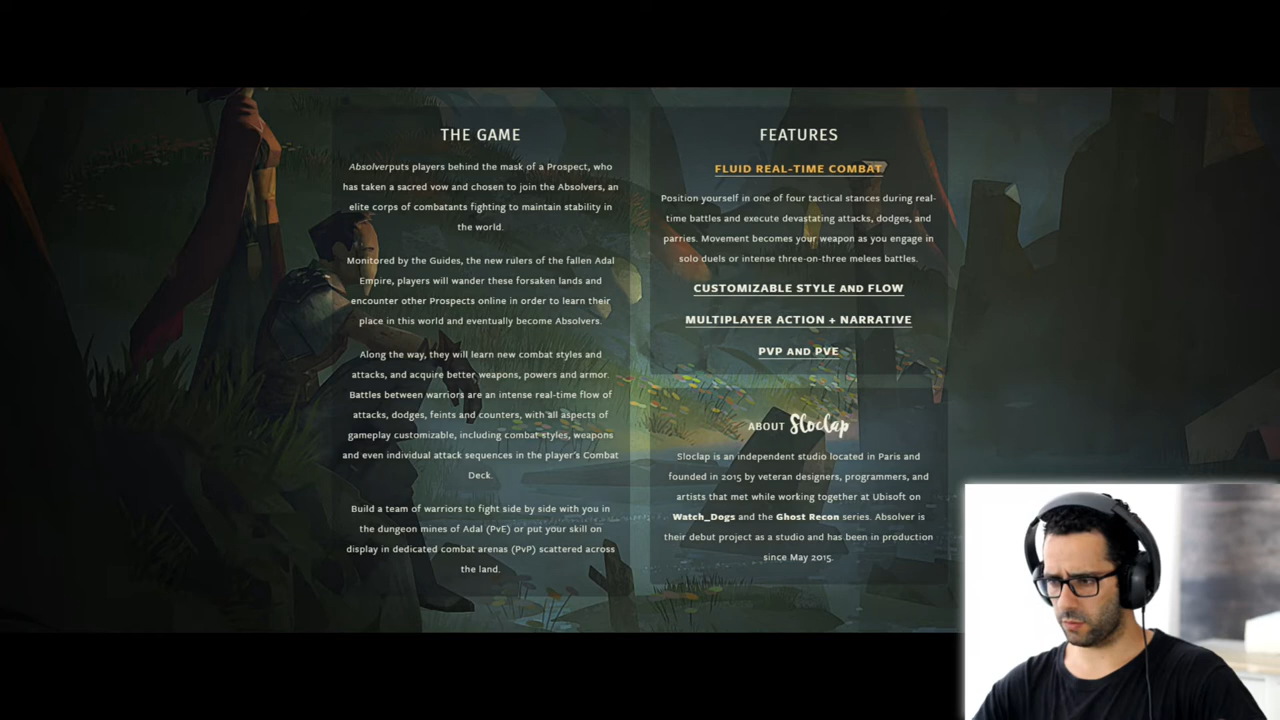 THE GAME
Absolverputs players behind the mask of a Prospect, who
has taken a sacred vow and chosen to join the Absolvers, an
elite corps of combatants fighting to maintain stability in
the world.
Monitored by the Guides, the new rulers of the fallen Adal
Empire, players will wander these forsaken lands and
encounter other Prospects online in order to learn their
place in this world and eventually become Absolvers.
Along the way, they will learn new combat styles and
attacks, and acquire better weapons, powers and armor.
Battles between warriors are an intense real-time flow of
attacks, dodges, feints and counters, with all aspects of
gameplay customizable, including combat styles, weapons
and even individual attack sequences in the player's Combat
Deck.
Build a team of warriors to fight side by side with you in
the dungeon mines of Adal (PvE) or put your skill on
display in dedicated combat arenas (PvP) scattered across
the land.
FEATURES
FLUID REAL-TIME COMBAT
Position yourself in one of four tactical stances during real-
time battles and execute devastating attacks, dodges, and
parries. Movement becomes your weapon as you engage in
solo duels or intense three-on-three melees battles.
CUSTOMIZABLE STYLE AND FLOW
MULTIPLAYER ACTION + NARRATIVE
PVP AND PVE
ABOUT Sloclap
Sloclap is an independent studio located in Paris and
founded in 2015 by veteran designers, programmers, and
artists that met while working together at Ubisoft on
Watch_Dogs and the Ghost Recon series. Absolver is
their debut project as a studio and has been in production
since May 2015.